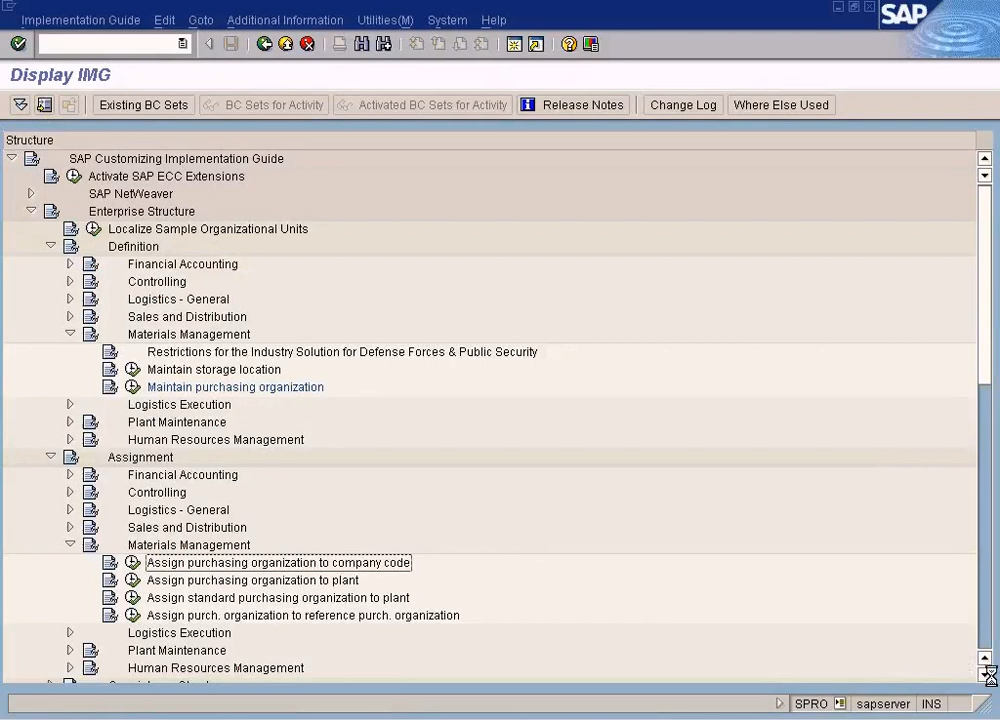 Implementation Guide Edit Goto Additional Information Utilities(M) System Help
SAP
Display IMG
Existing BC Sets BC Sets for Activity Activated BC Sets for Activity Release Notes Change Log Where Else Used
Structure
SAP Customizing Implementation Guide
Activate SAP ECC Extensions
SAP NetWeaver
Enterprise Structure
Localize Sample Organizational Units
Definition
Financial Accounting
Controlling
Logistics - General
Sales and Distribution
Materials Management
Restrictions for the Industry Solution for Defense Forces & Public Security
Maintain storage location
Maintain purchasing organization
Logistics Execution
Plant Maintenance
Human Resources Management
Assignment
Financial Accounting
Controlling
Logistics - General
Sales and Distribution
Materials Management
Assign purchasing organization to company code
Assign purchasing organization to plant
Assign standard purchasing organization to plant
Assign purch. organization to reference purch. organization
Logistics Execution
Plant Maintenance
Human Resources Management
SPRO sapserver INS